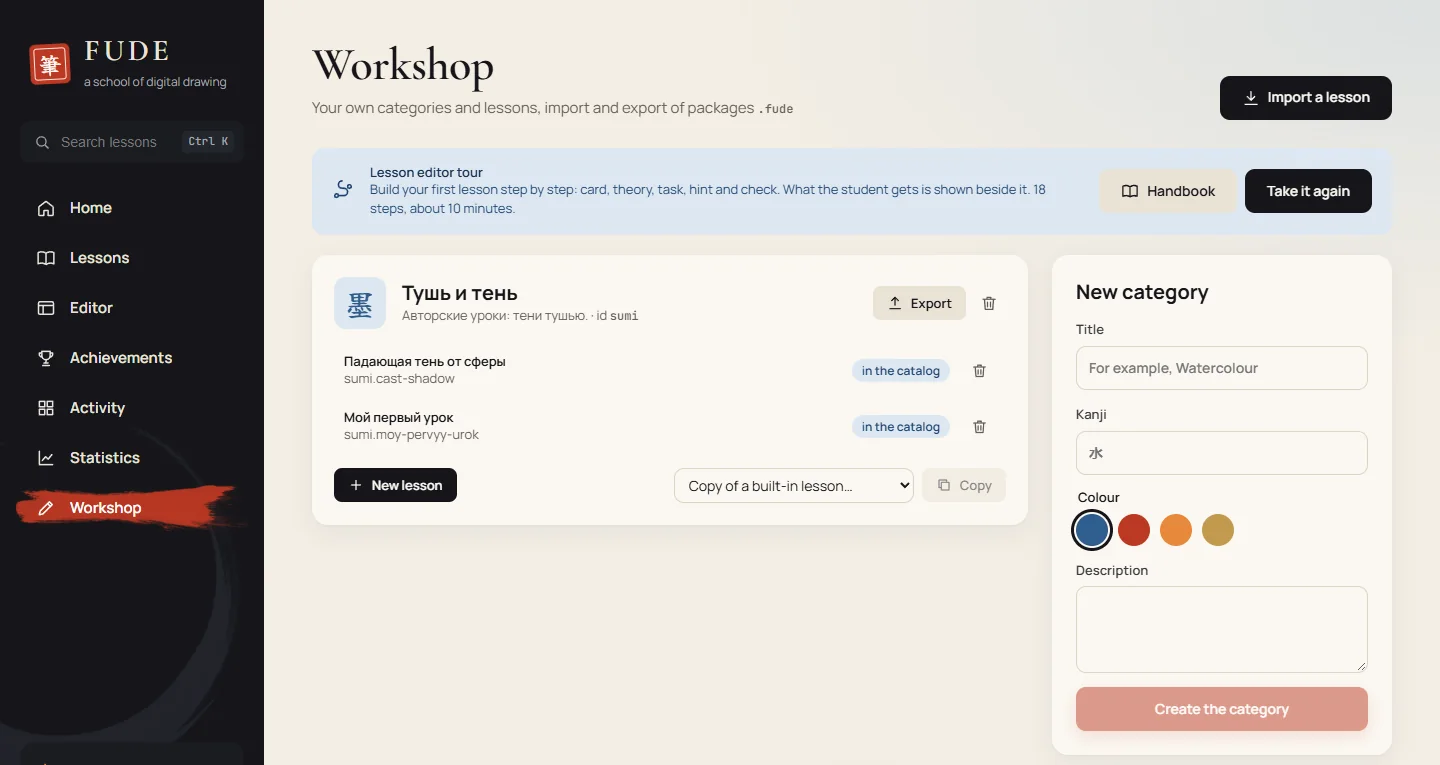 筆
FUDE
a school of digital drawing
Search lessons
Ctrl K
Home
Lessons
Editor
Achievements
Activity
Statistics
Workshop
Workshop
Your own categories and lessons, import and export of packages .fude
Import a lesson
Lesson editor tour
Build your first lesson step by step: card, theory, task, hint and check. What the student gets is shown beside it. 18
steps, about 10 minutes.
Handbook
Take it again
墨
Тушь и тень
Авторские уроки: тени тушью. · id sumi
Export
Падающая тень от сферы
sumi.cast-shadow
in the catalog
Мой первый урок
sumi.moy-pervyy-urok
in the catalog
New lesson
Copy of a built-in lesson...
Copy
New category
Title
For example, Watercolour
Kanji
水
Colour
Description
Create the category